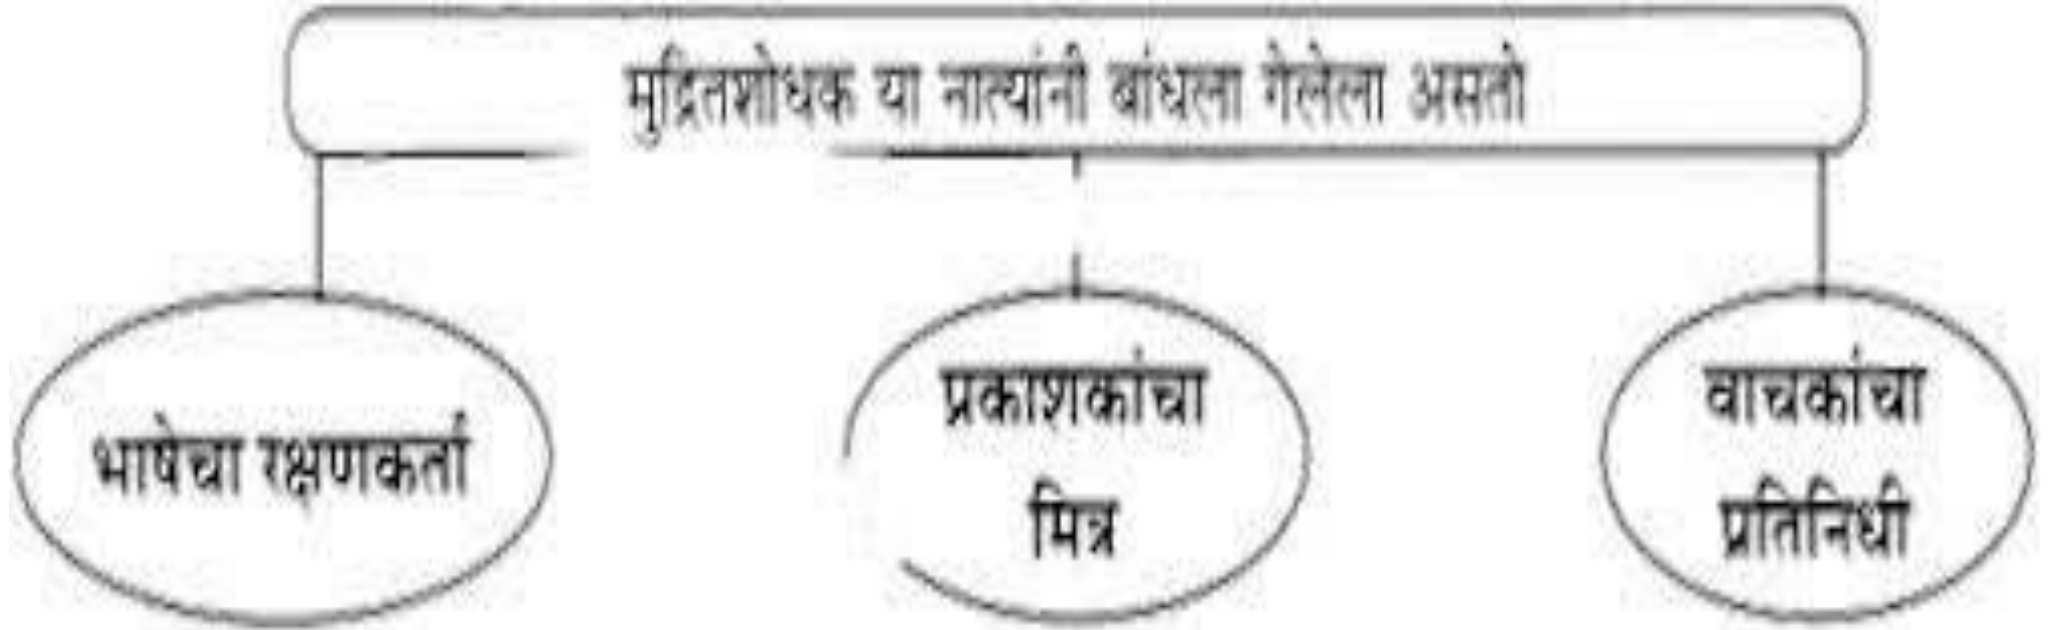 मुद्रितशोधक या नात्यांनी बांधला गेलेला असतो
भाषेचा रक्षणकर्ता
प्रकाशकांचा
मित्र
वाचकांचा
प्रतिनिधी